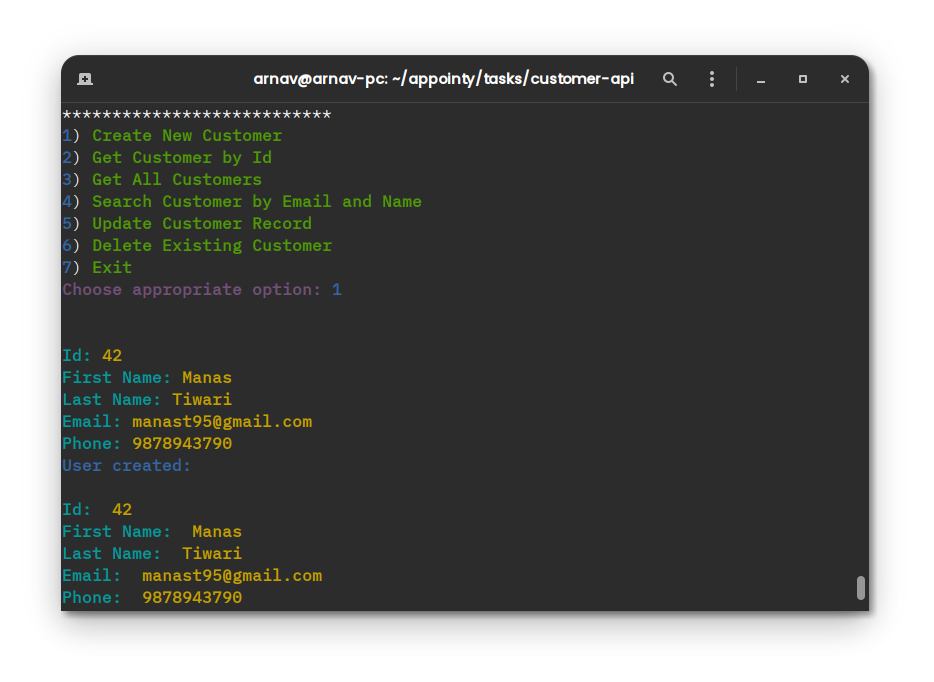 arnav@arnav-pc: ~/appointy/tasks/customer-api
***************************
1) Create New Customer
2) Get Customer by Id
3) Get All Customers
4) Search Customer by Email and Name
5) Update Customer Record
6) Delete Existing Customer
7) Exit
Choose appropriate option: 1
Id: 42
First Name: Manas
Last Name: Tiwari
Email: manast95@gmail.com
Phone: 9878943790
User created:
Id:  42
First Name:  Manas
Last Name:  Tiwari
Email:  manast95@gmail.com
Phone:  9878943790